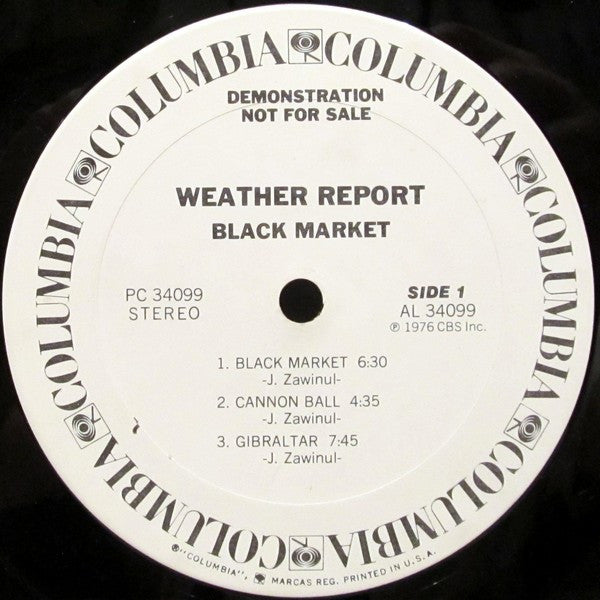 COLUMBIA COLUMBIA COLUMBIA COLUMBIA COLUMBIA COLUMBIA COLUMBIA COLUMBIA
DEMONSTRATION
NOT FOR SALE
WEATHER REPORT
BLACK MARKET
PC 34099
STEREO
SIDE 1
AL 34099
℗ 1976 CBS Inc.
1. BLACK MARKET 6:30
-J. Zawinul-
2. CANNON BALL 4:35
-J. Zawinul-
3. GIBRALTAR 7:45
-J. Zawinul-
®"COLUMBIA", MARCAS REG. PRINTED IN U.S.A.